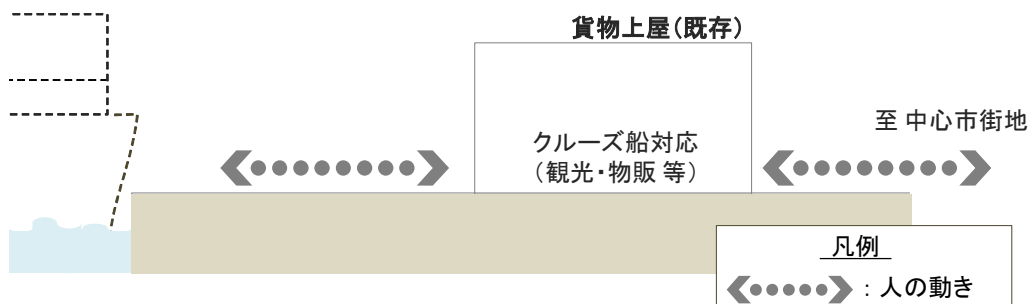 貨物上屋(既存)
クルーズ船対応
(観光・物販 等)
至 中心市街地
凡例
:人の動き